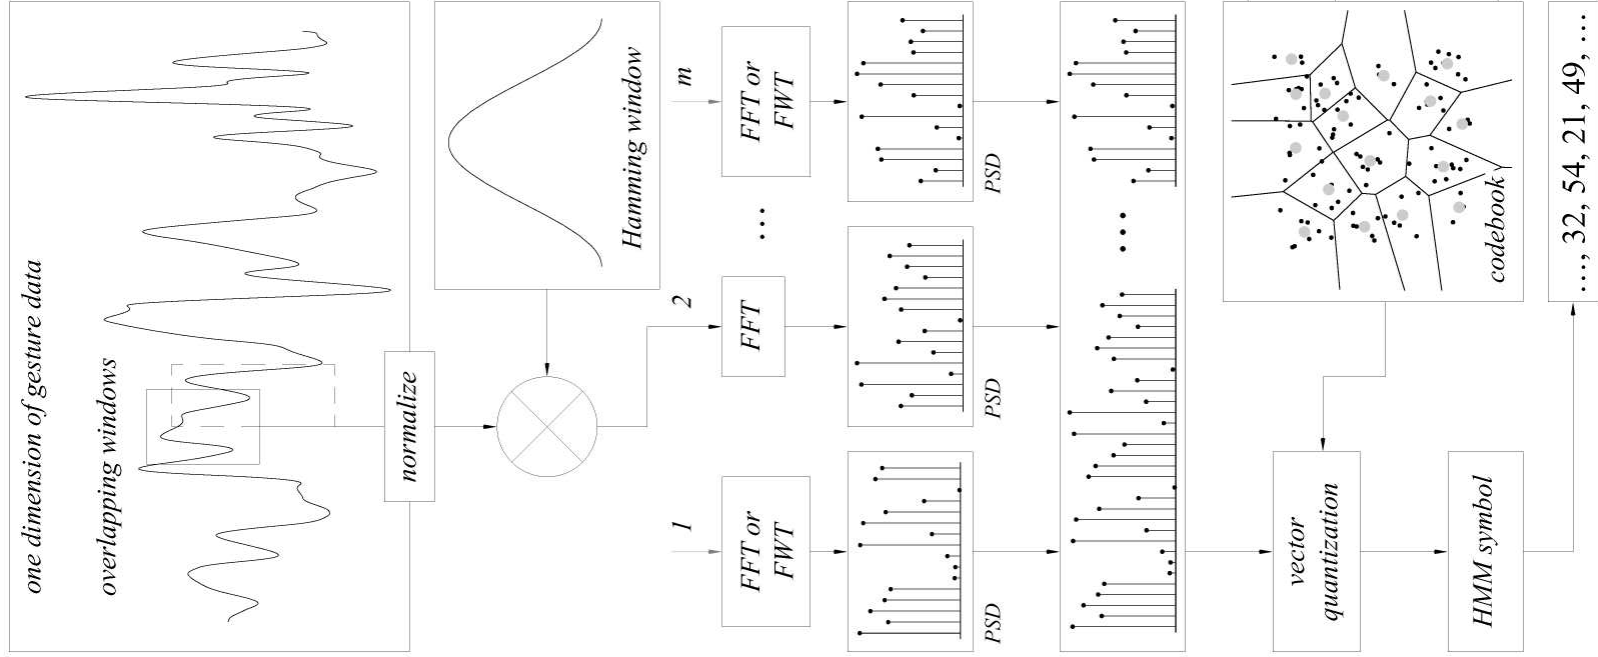 one dimension of gesture data
overlapping windows
normalize
Hamming window
1
2
m
FFT or
FWT
FFT
...
FFT or
FWT
PSD
PSD
PSD
...
vector
quantization
codebook
HMM symbol
..., 32, 54, 21, 49, ...